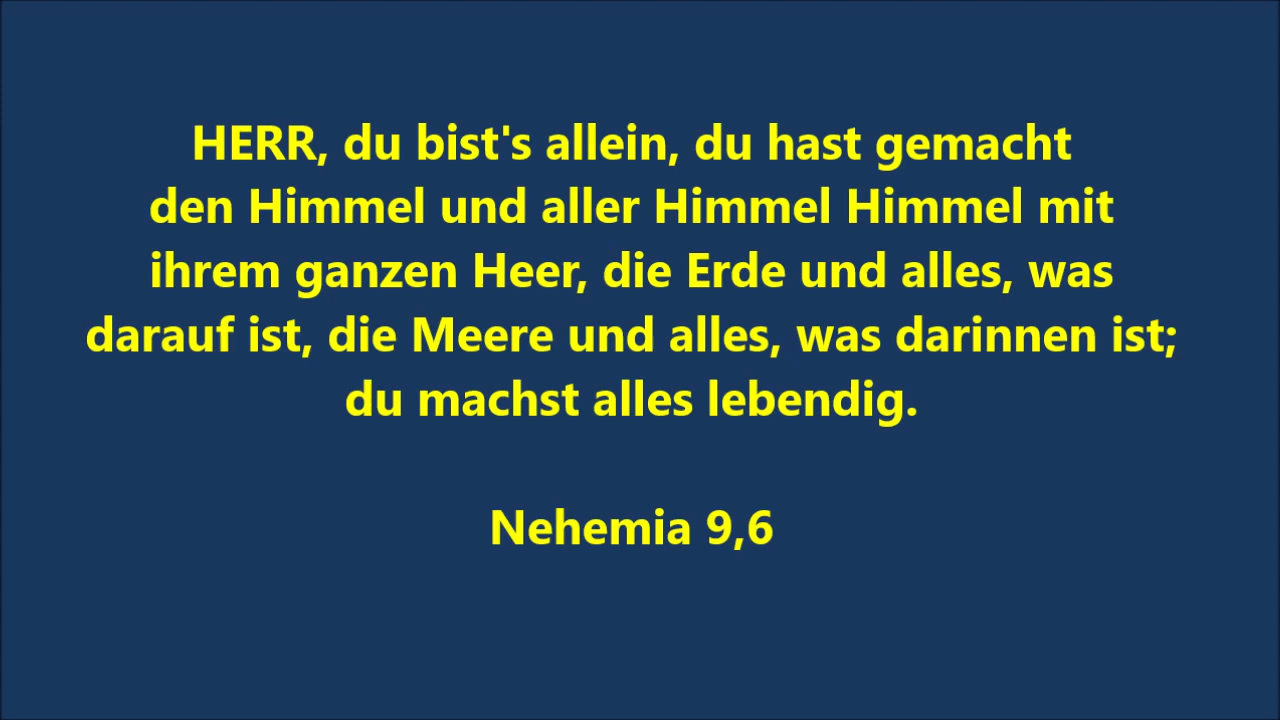 HERR, du bist's allein, du hast gemacht
den Himmel und aller Himmel Himmel mit
ihrem ganzen Heer, die Erde und alles, was
darauf ist, die Meere und alles, was darinnen ist;
du machst alles lebendig.
Nehemia 9,6